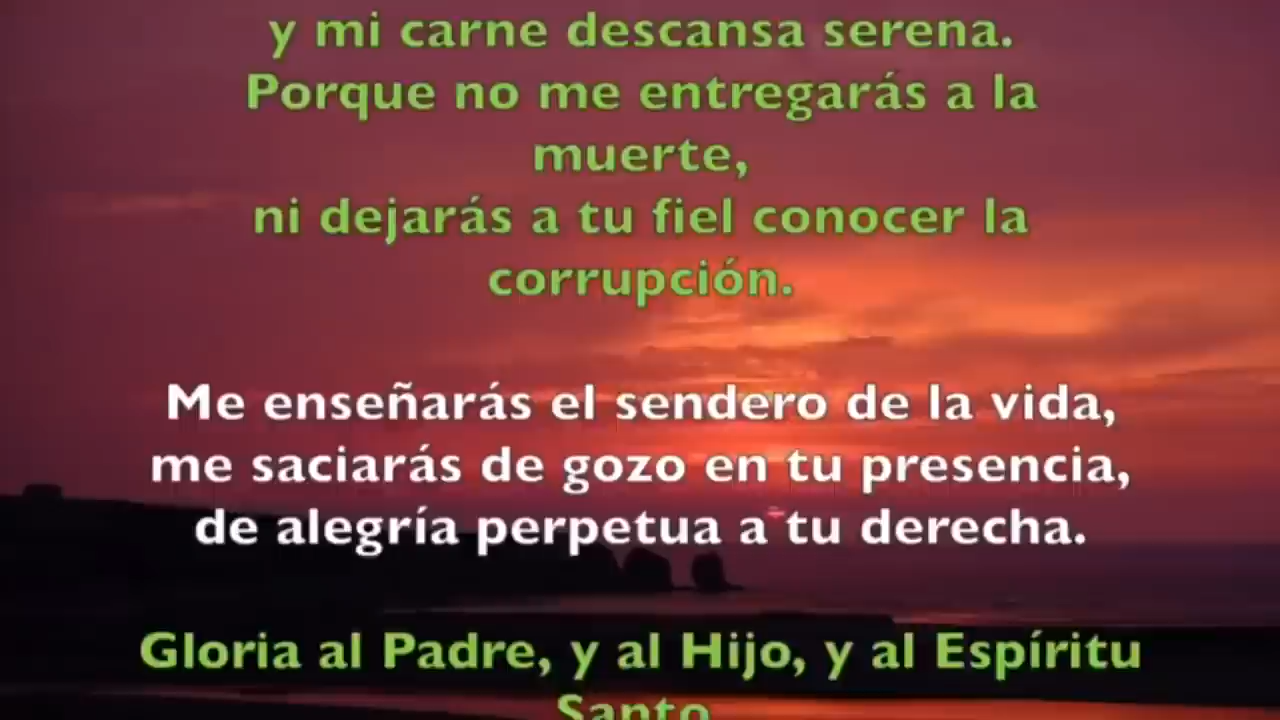 y mi carne descansa serena.
Porque no me entregarás a la
muerte,
ni dejarás a tu fiel conocer la
corrupción.
Me enseñarás el sendero de la vida,
me saciarás de gozo en tu presencia,
de alegría perpetua a tu derecha.
Gloria al Padre, y al Hijo, y al Espíritu
Santo